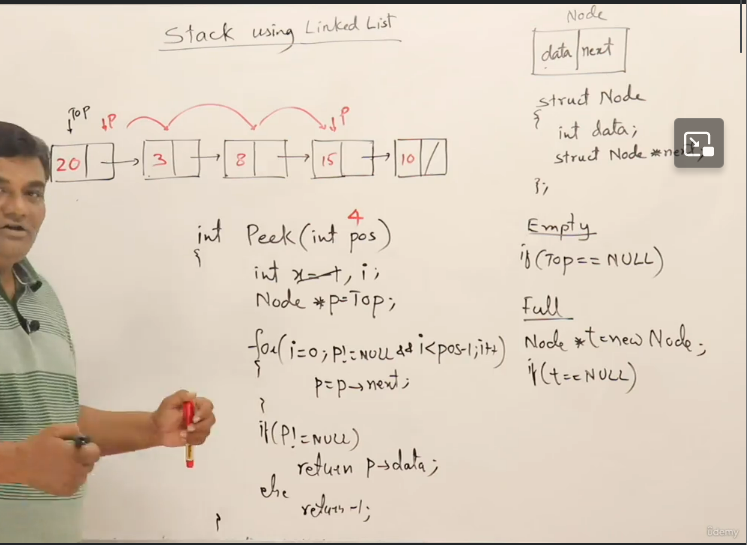 Stack using Linked List
TOP P P
20 3 8 15 10 /
4
int Peek(int pos)
{
int x=-1, i;
Node *p=Top;
for(i=0;P!=NULL && i<pos-1;i++)
{
p=p→next;
}
if(P!=NULL)
return p→data;
else
return -1;
}
Node
data next
struct Node
{
int data;
struct Node *next
};
Empty
if(Top==NULL)
Full
Node *t=new Node;
if(t==NULL)
ûdemy